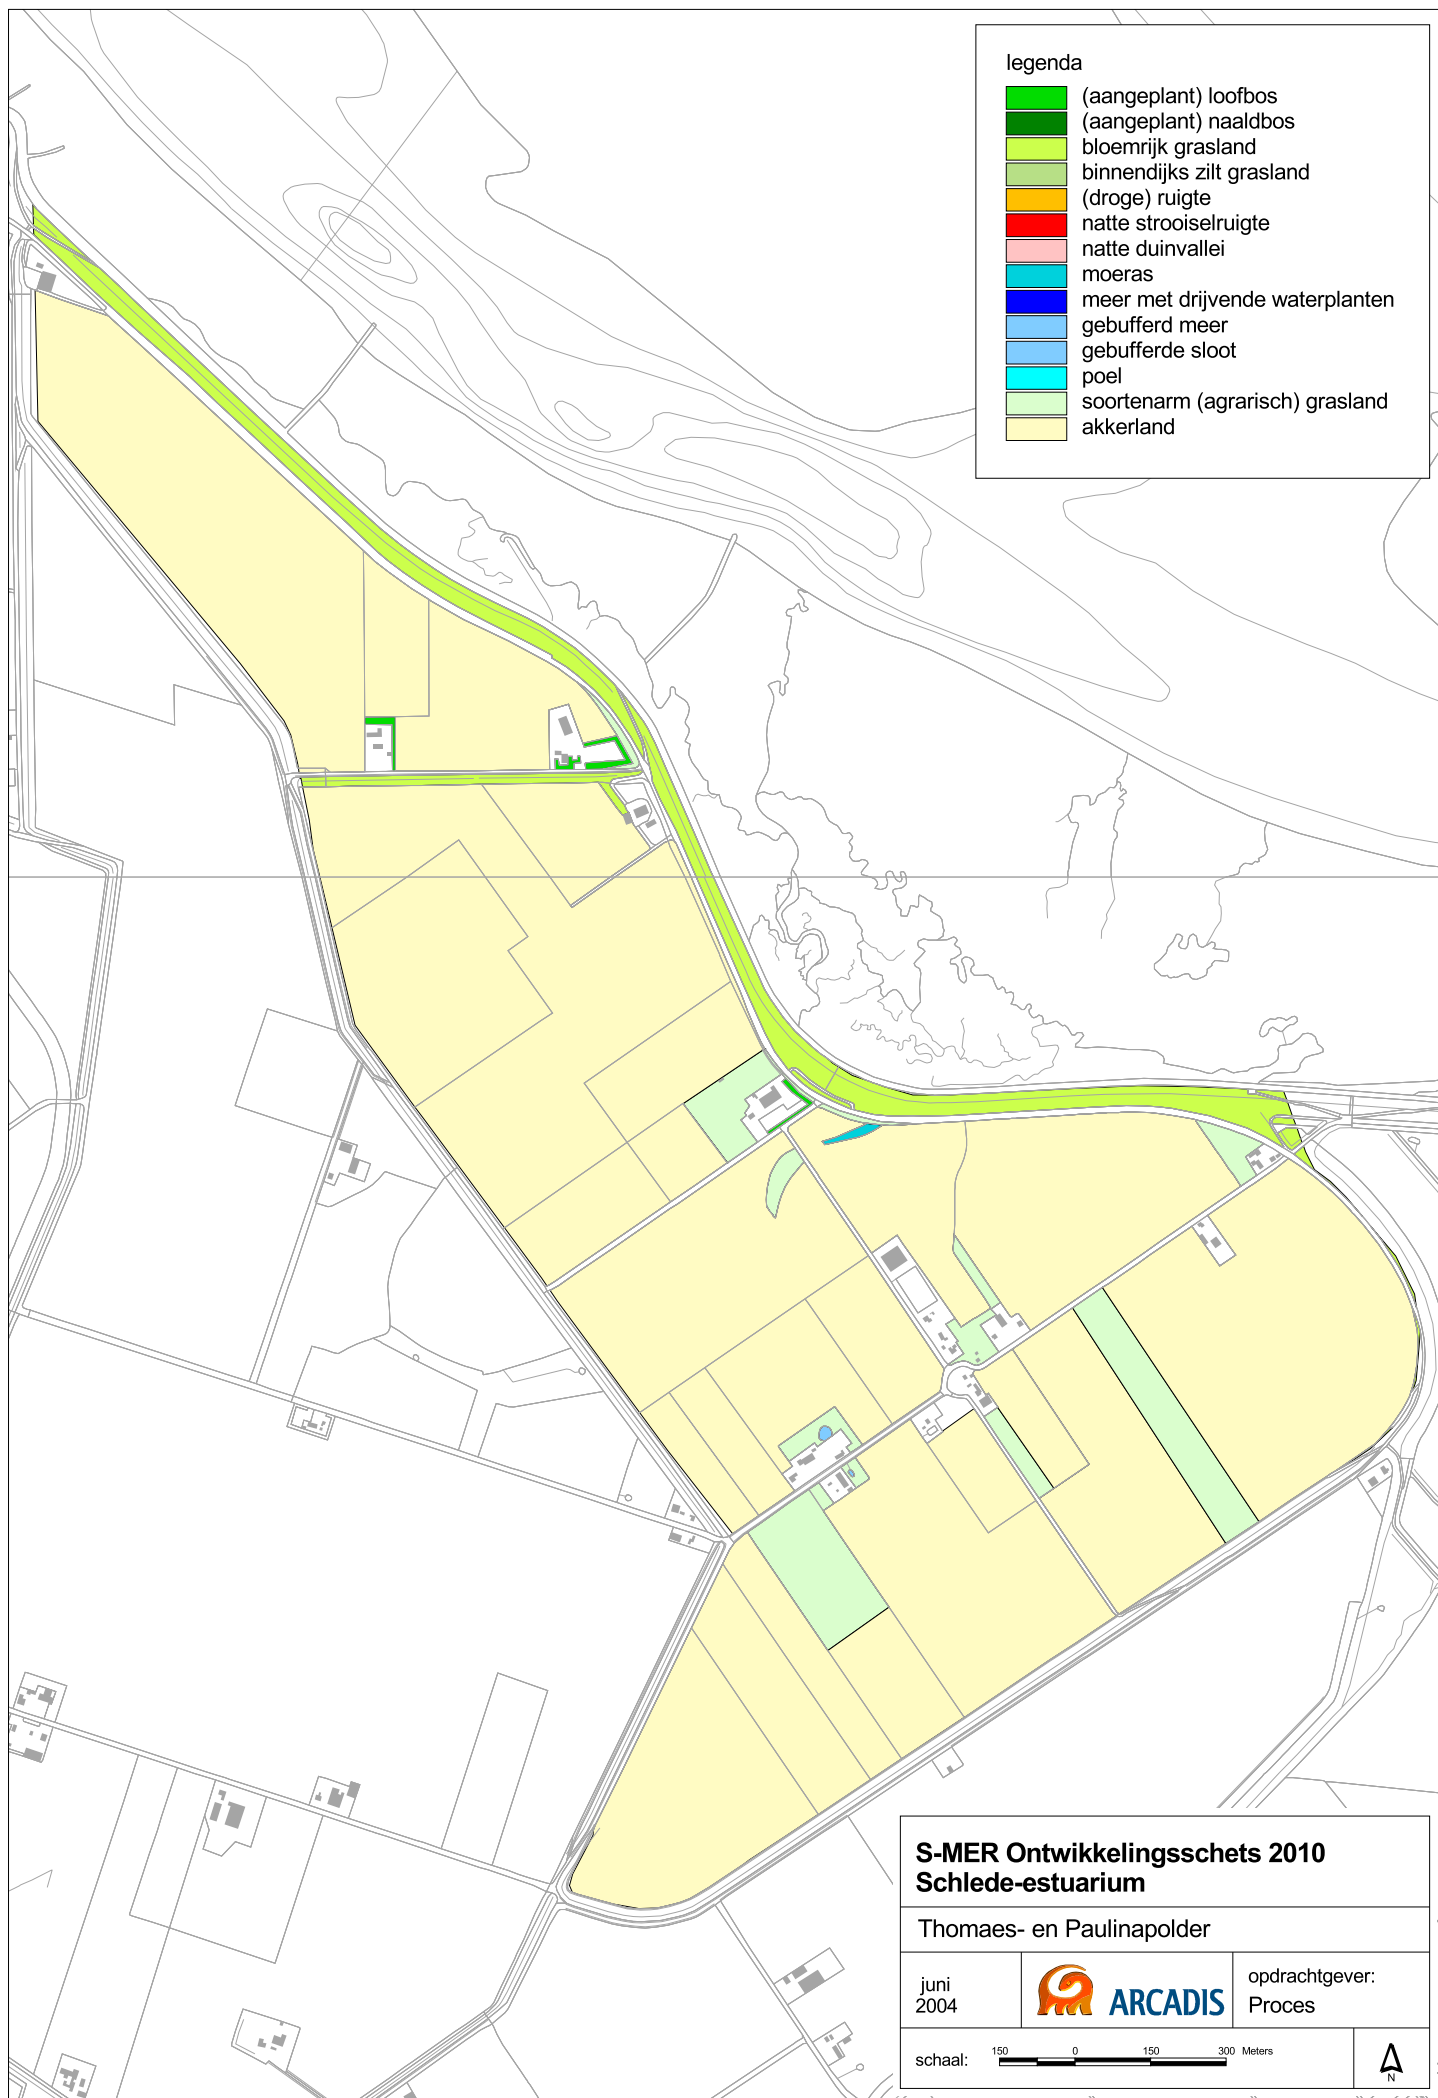 legenda
(aangeplant) loofbos
(aangeplant) naaldbos
bloemrijk grasland
binnendijks zilt grasland
(droge) ruigte
natte strooiselruigte
natte duinvallei
moeras
meer met drijvende waterplanten
gebufferd meer
gebufferde sloot
poel
soortenarm (agrarisch) grasland
akkerland
S-MER Ontwikkelingsschets 2010
Schlede-estuarium
Thomaes- en Paulinapolder
juni
2004
ARCADIS
opdrachtgever:
Proces
schaal:
150 0 150 300 Meters
N